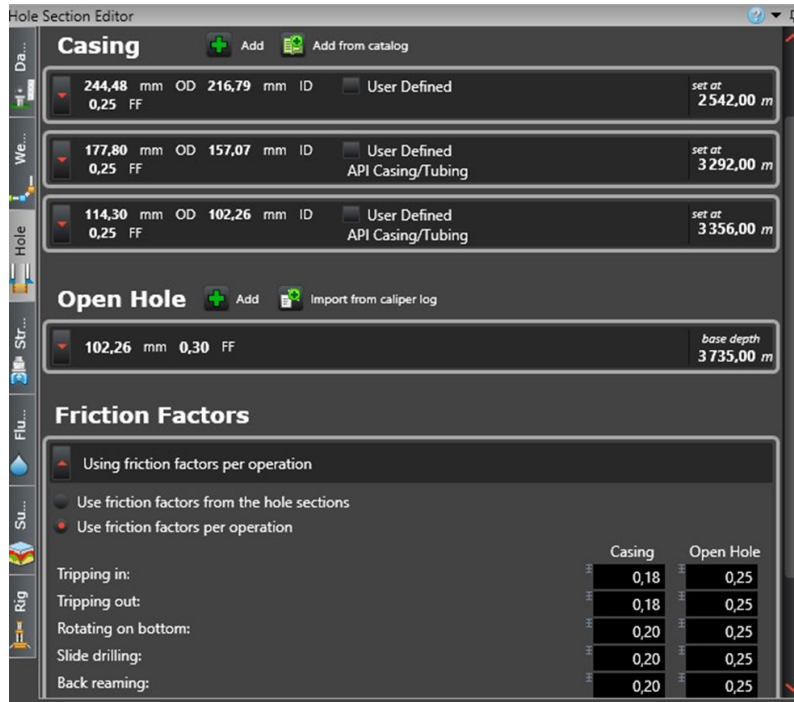 Hole Section Editor
Casing Add Add from catalog
244,48 mm OD 216,79 mm ID User Defined set at
0,25 FF 2 542,00 m
177,80 mm OD 157,07 mm ID User Defined set at
0,25 FF API Casing/Tubing 3 292,00 m
114,30 mm OD 102,26 mm ID User Defined set at
0,25 FF API Casing/Tubing 3 356,00 m
Open Hole Add Import from caliper log
102,26 mm 0,30 FF base depth
3 735,00 m
Friction Factors
Using friction factors per operation
Use friction factors from the hole sections
Use friction factors per operation
Casing Open Hole
Tripping in: 0,18 0,25
Tripping out: 0,18 0,25
Rotating on bottom: 0,20 0,25
Slide drilling: 0,20 0,25
Back reaming: 0,20 0,25
Da...
We...
Hole
Str...
Flu...
Su...
Rig